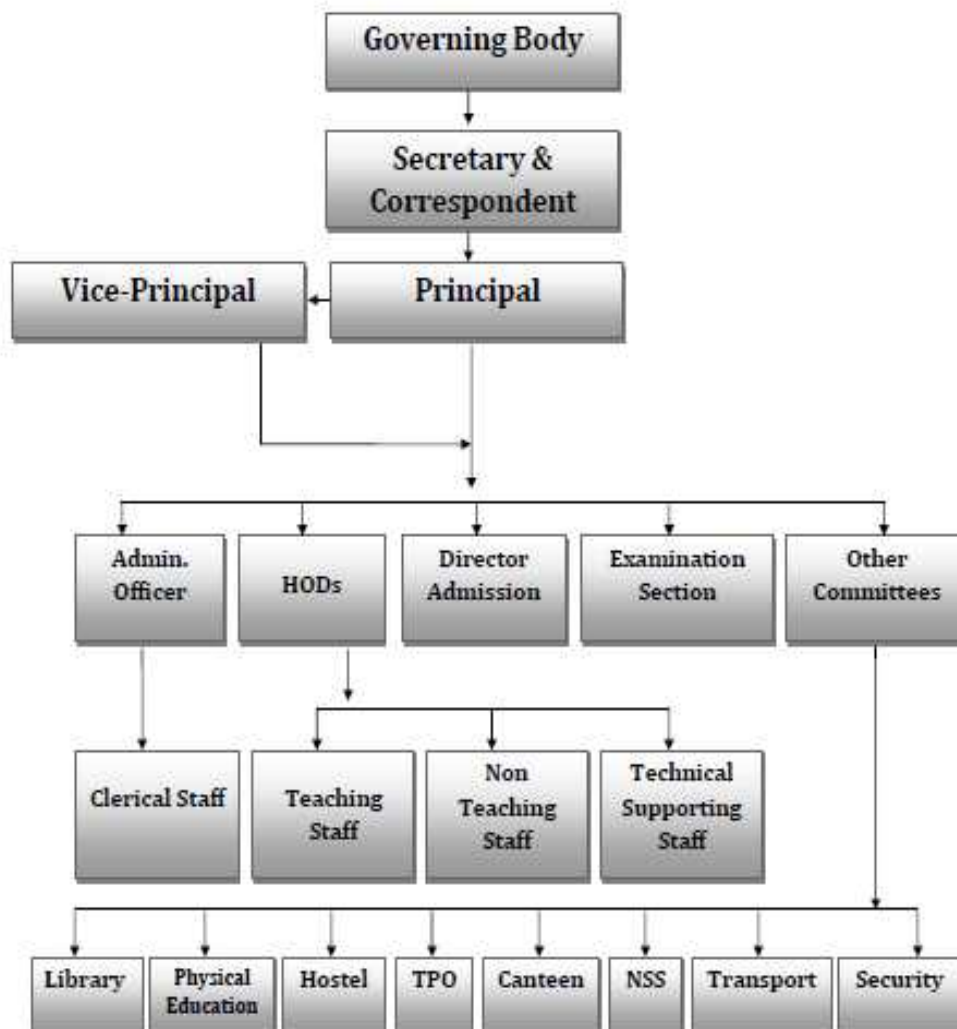 Governing Body
Secretary &
Correspondent
Vice-Principal
Principal
Admin.
Officer
HODs
Director
Admission
Examination
Section
Other
Committees
Clerical Staff
Teaching
Staff
Non
Teaching
Staff
Technical
Supporting
Staff
Library
Physical
Education
Hostel
TPO
Canteen
NSS
Transport
Security